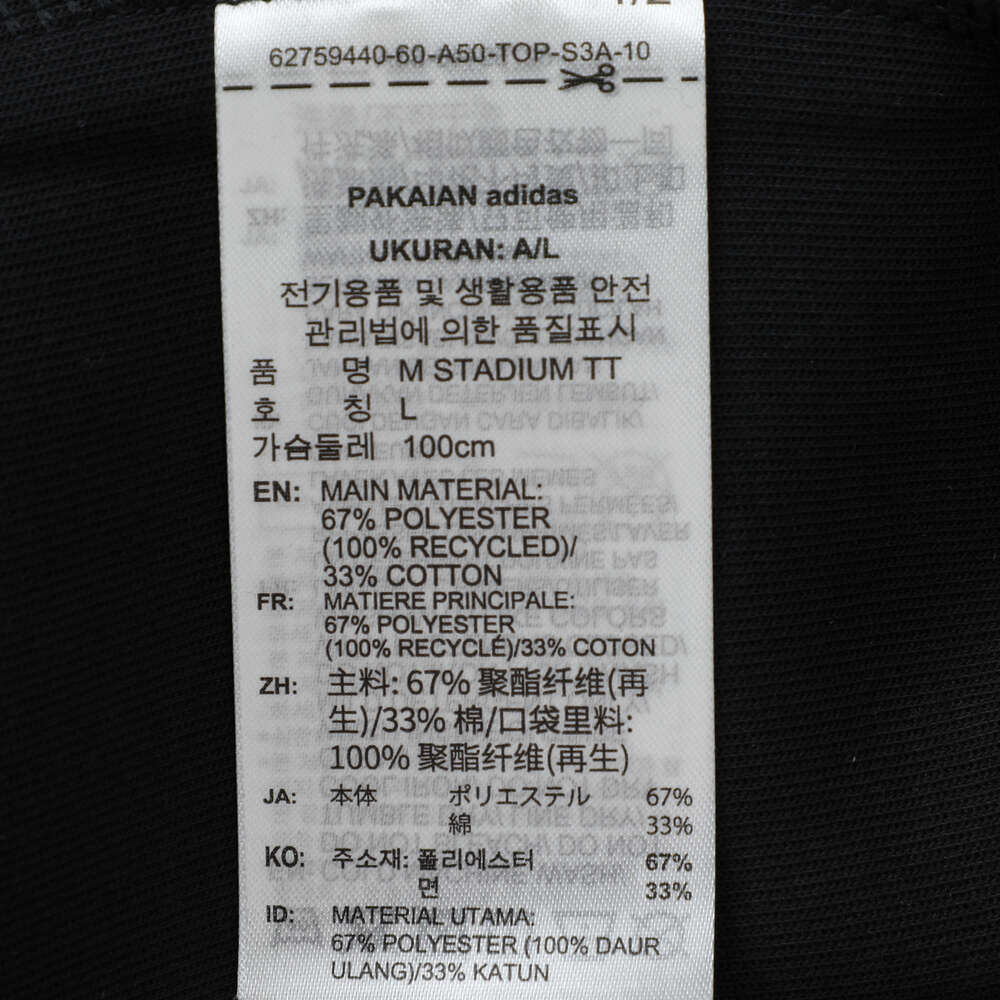 62759440-60-A50-TOP-S3A-10
PAKAIAN adidas
UKURAN: A/L
전기용품 및 생활용품 안전
관리법에 의한 품질표시
품 명 M STADIUM TT
호 칭 L
가슴둘레 100cm
EN: MAIN MATERIAL:
67% POLYESTER
(100% RECYCLED)/
33% COTTON
FR: MATIERE PRINCIPALE:
67% POLYESTER
(100% RECYCLÉ)/33% COTON
ZH: 主料: 67% 聚酯纤维(再
生)/33% 棉/口袋里料:
100% 聚酯纤维(再生)
JA: 本体 ポリエステル 67%
綿 33%
KO: 주소재: 폴리에스터 67%
면 33%
ID: MATERIAL UTAMA:
67% POLYESTER (100% DAUR
ULANG)/33% KATUN